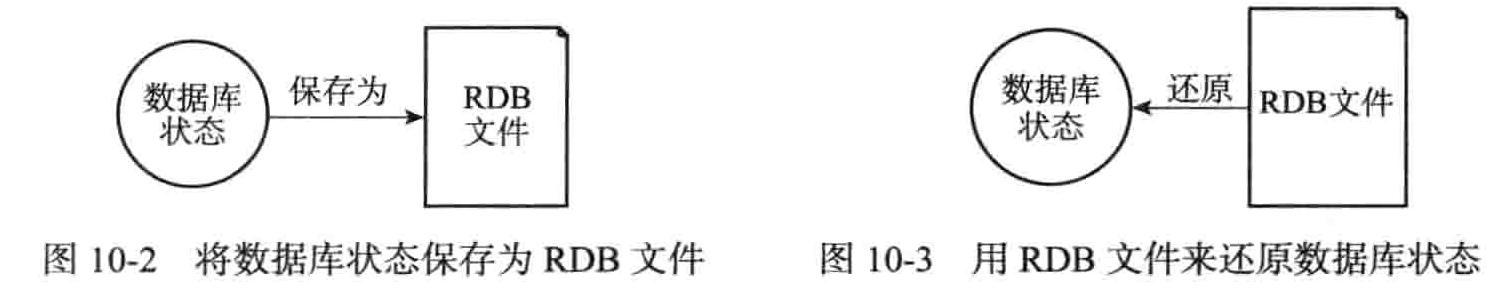 数据库
状态
保存为
RDB
文件
图 10-2 将数据库状态保存为 RDB 文件
数据库
状态
还原
RDB文件
图 10-3 用 RDB 文件来还原数据库状态